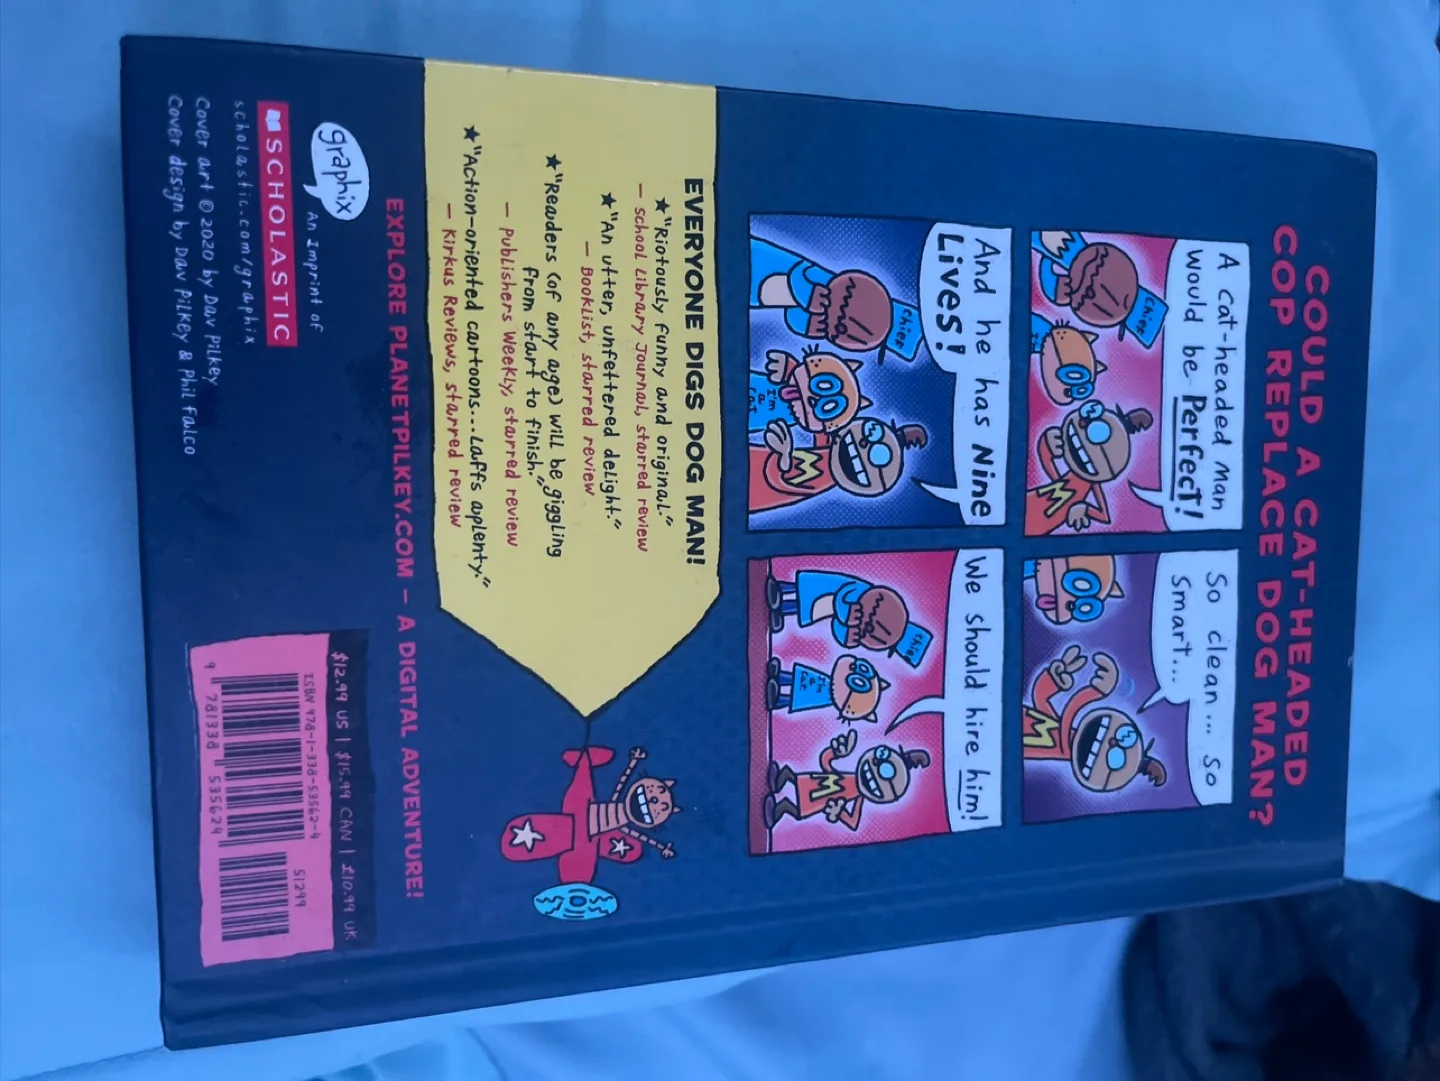 COULD A CAT-HEADED
COP REPLACE DOG MAN?
A cat-headed man
would be Perfect!
Chief
I'm
So clean... so
smart...
M
M
And he has Nine
Lives!
Chief
I'm
a
cat
M
We should hire him!
Chief
I'm
a
cat
M
EVERYONE DIGS DOG MAN!
★"Riotously funny and original."
— School Library Journal, starred review
★"An utter, unfettered delight."
— Booklist, starred review
★"Readers (of any age) will be giggling
from start to finish."
— Publishers Weekly, starred review
★"Action-oriented cartoons...Laffs aplenty."
— Kirkus Reviews, starred review
EXPLORE PLANETPILKEY.COM — A DIGITAL ADVENTURE!
graphix
An Imprint of
SCHOLASTIC
scholastic.com/graphix
Cover art © 2020 by Dav Pilkey
Cover design by Dav Pilkey & Phil Falco
$12.99 US | $15.99 CAN | £10.99 UK
ISBN 978-1-338-53562-4
51299
9 781338 535624